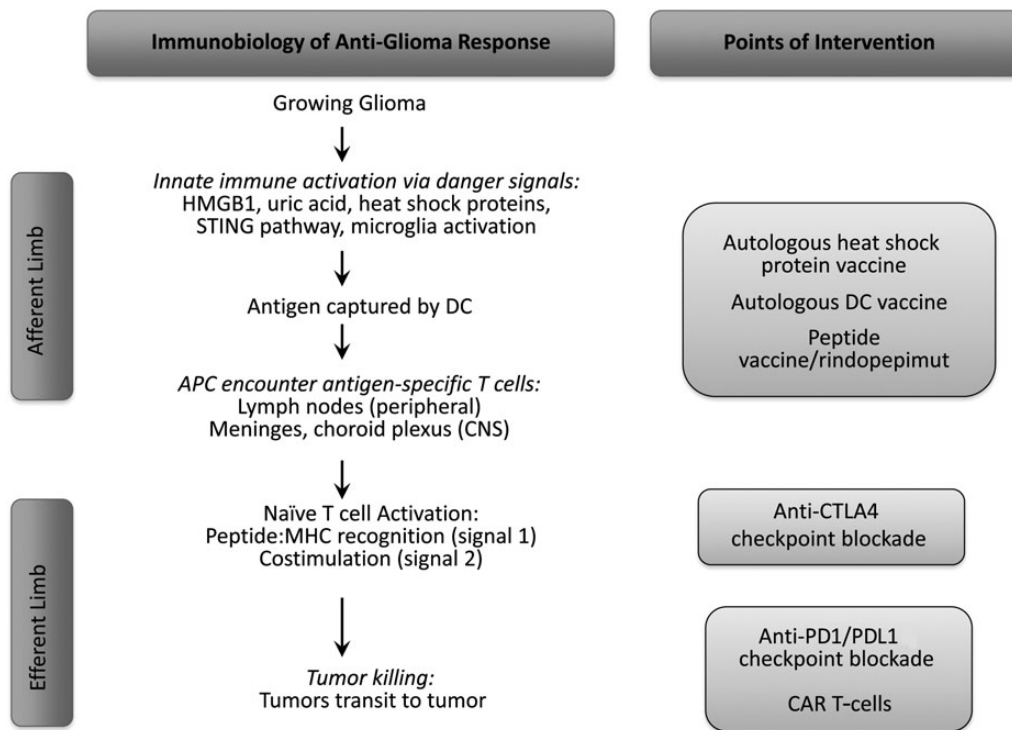 Immunobiology of Anti-Glioma Response
Points of Intervention
Growing Glioma
Afferent Limb
Innate immune activation via danger signals:
HMGB1, uric acid, heat shock proteins,
STING pathway, microglia activation
Antigen captured by DC
APC encounter antigen-specific T cells:
Lymph nodes (peripheral)
Meninges, choroid plexus (CNS)
Autologous heat shock
protein vaccine
Autologous DC vaccine
Peptide
vaccine/rindopepimut
Efferent Limb
Naïve T cell Activation:
Peptide:MHC recognition (signal 1)
Costimulation (signal 2)
Anti-CTLA4
checkpoint blockade
Tumor killing:
Tumors transit to tumor
Anti-PD1/PDL1
checkpoint blockade
CAR T-cells